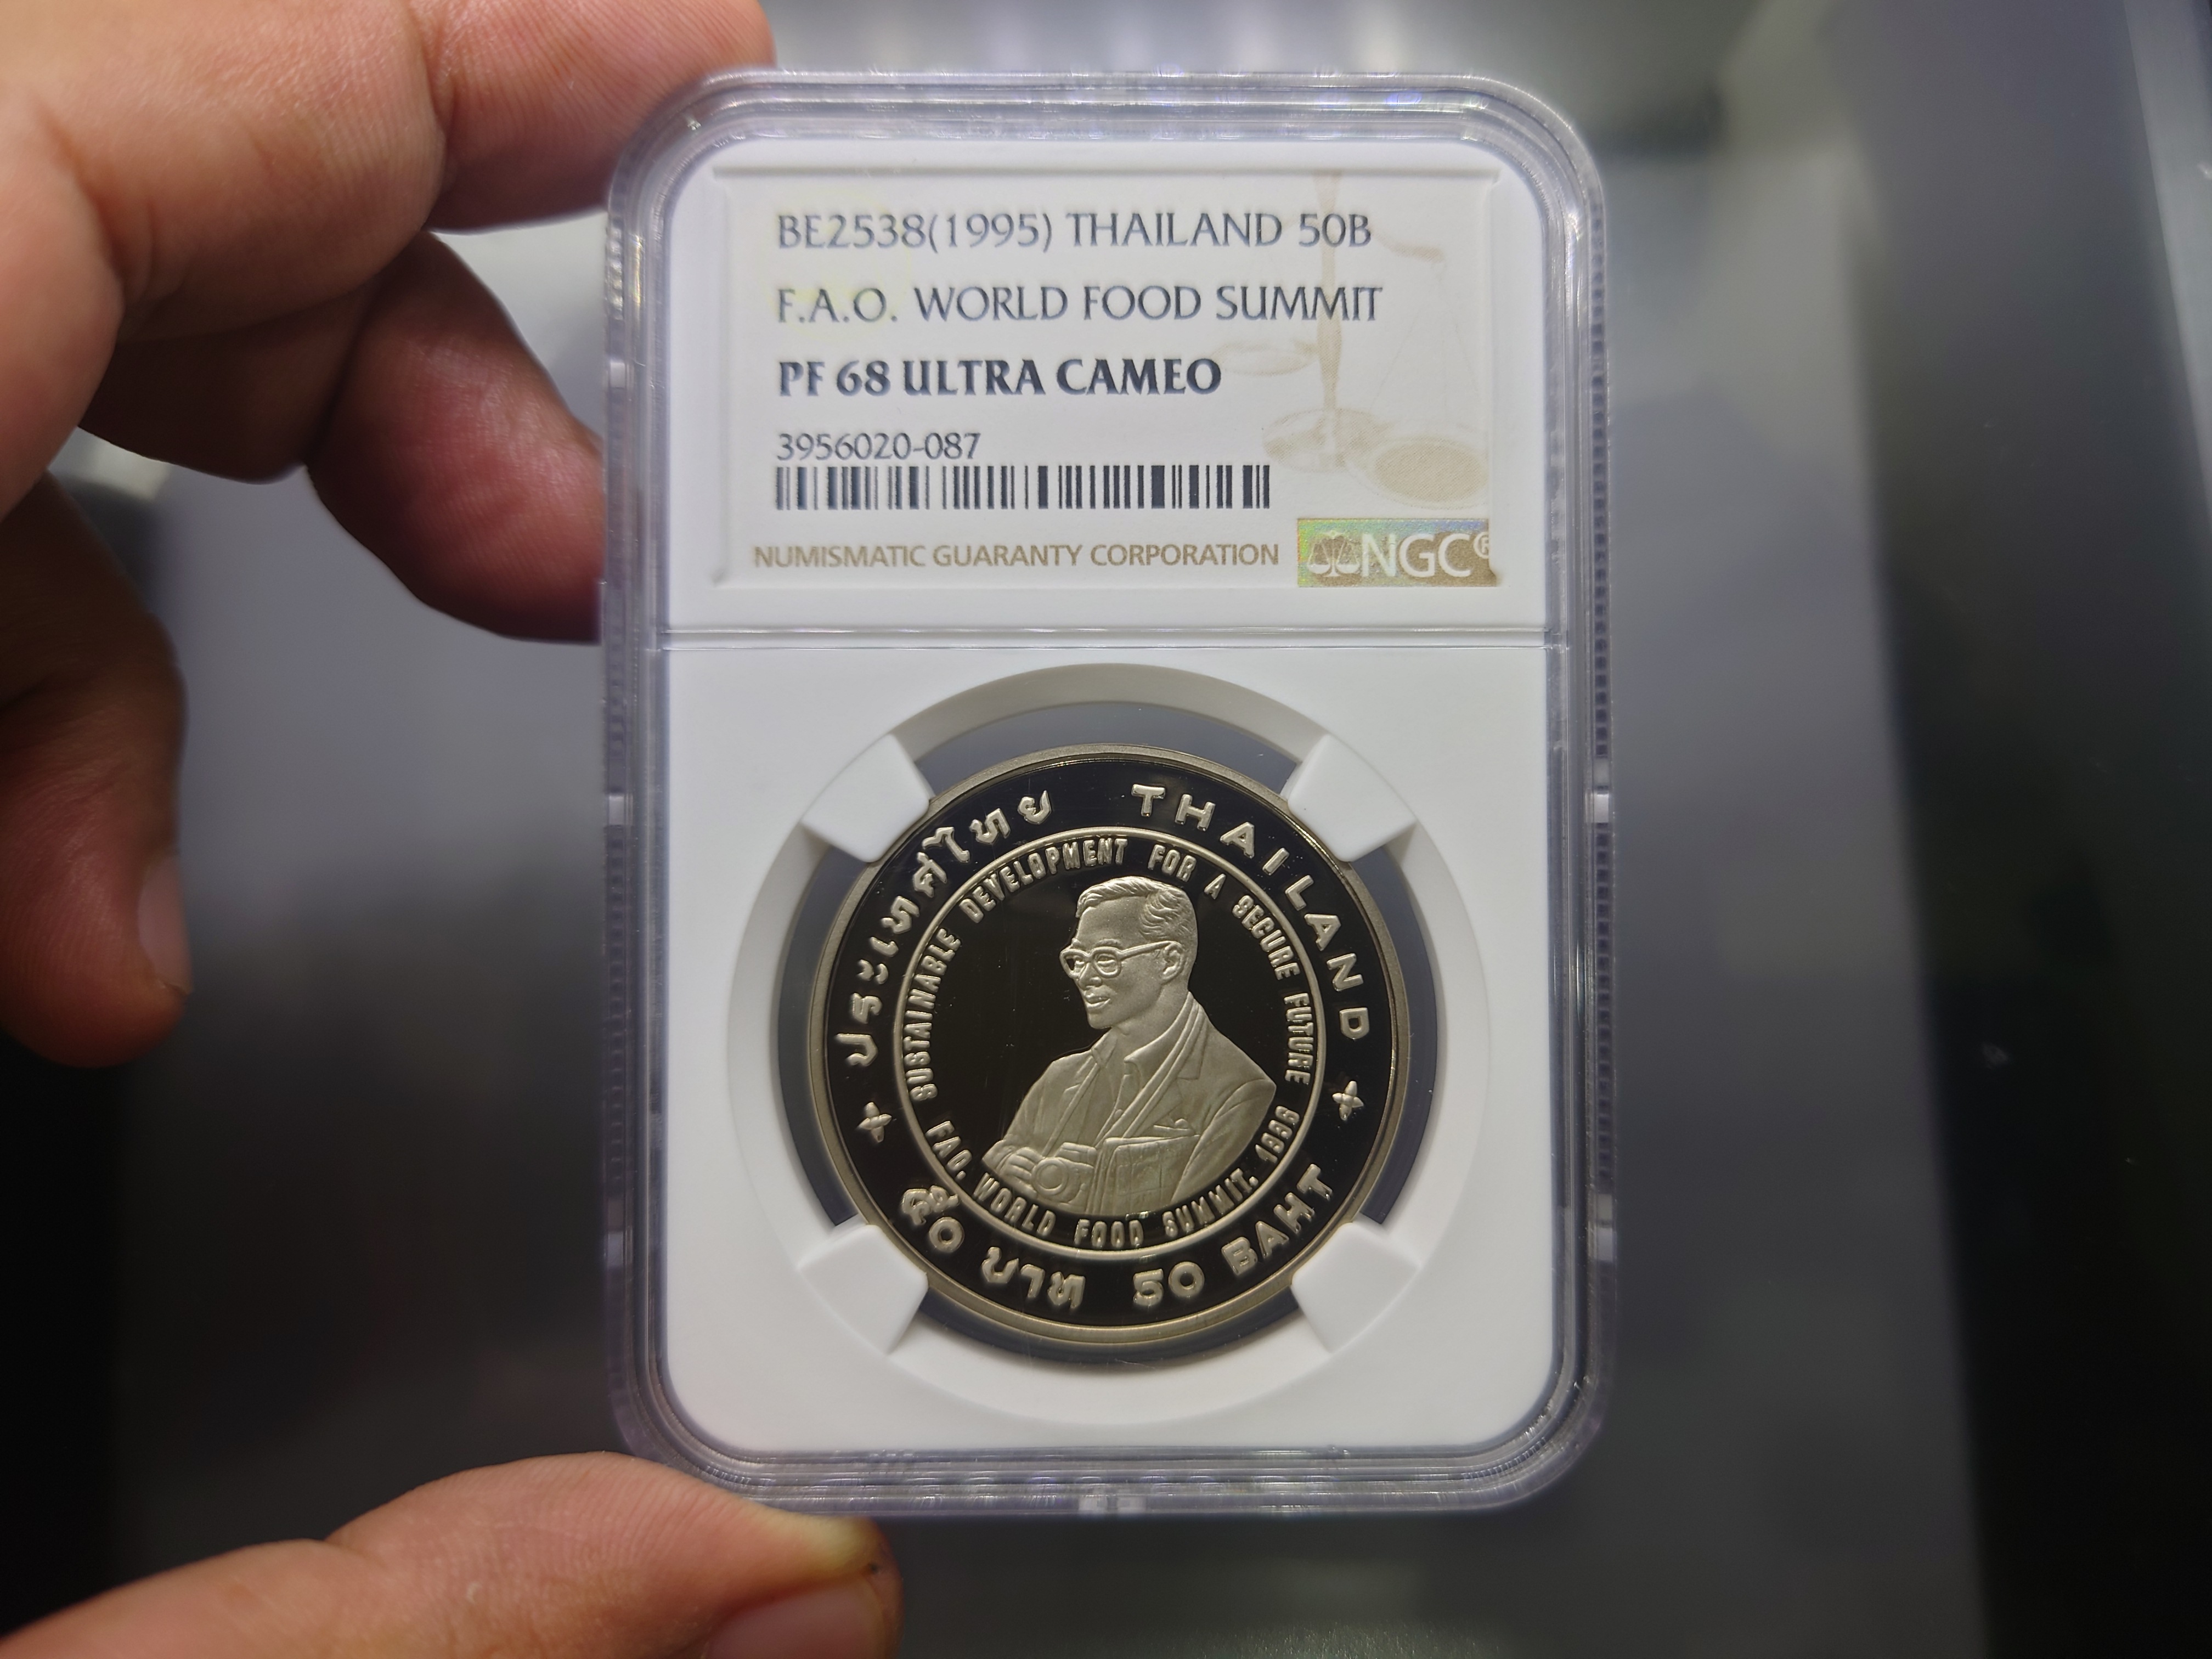 BE2538(1995) THAILAND 50B
F.A.O. WORLD FOOD SUMMIT
PF 68 ULTRA CAMEO
3956020-087
NUMISMATIC GUARANTY CORPORATION
NGC®
ประเทศไทย THAILAND
SUSTAINABLE DEVELOPMENT FOR A SECURE FUTURE
FAO. WORLD FOOD SUMMIT. 1996
๕๐ บาท 50 BAHT